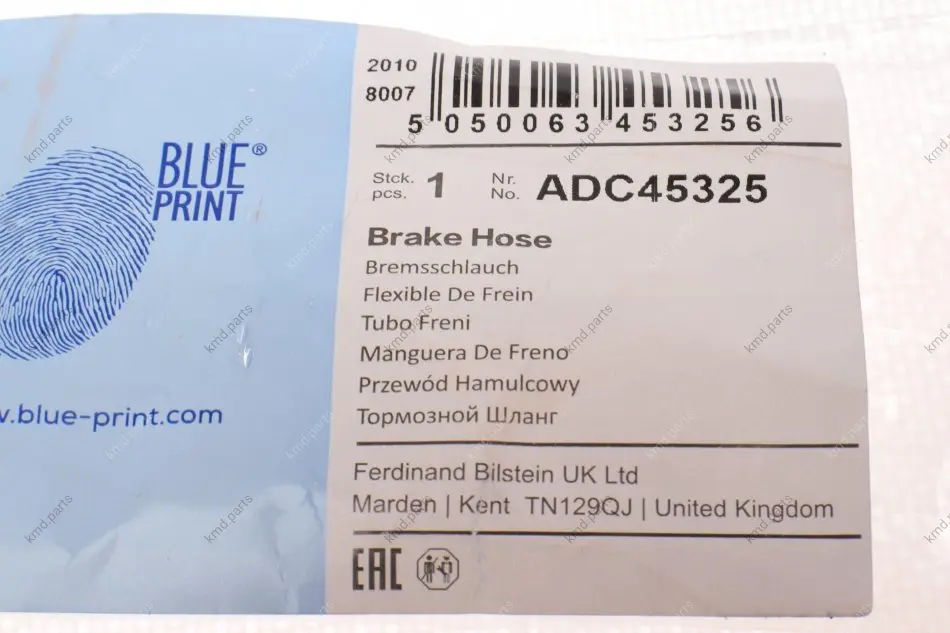 BLUE®
PRINT
w.blue-print.com
2010
8007
5 050063 453256
Stck.
pcs. 1 Nr.
No. ADC45325
Brake Hose
Bremsschlauch
Flexible De Frein
Tubo Freni
Manguera De Freno
Przewód Hamulcowy
Тормозной Шланг
Ferdinand Bilstein UK Ltd
Marden | Kent TN129QJ | United Kingdom
EAC
kmd.parts